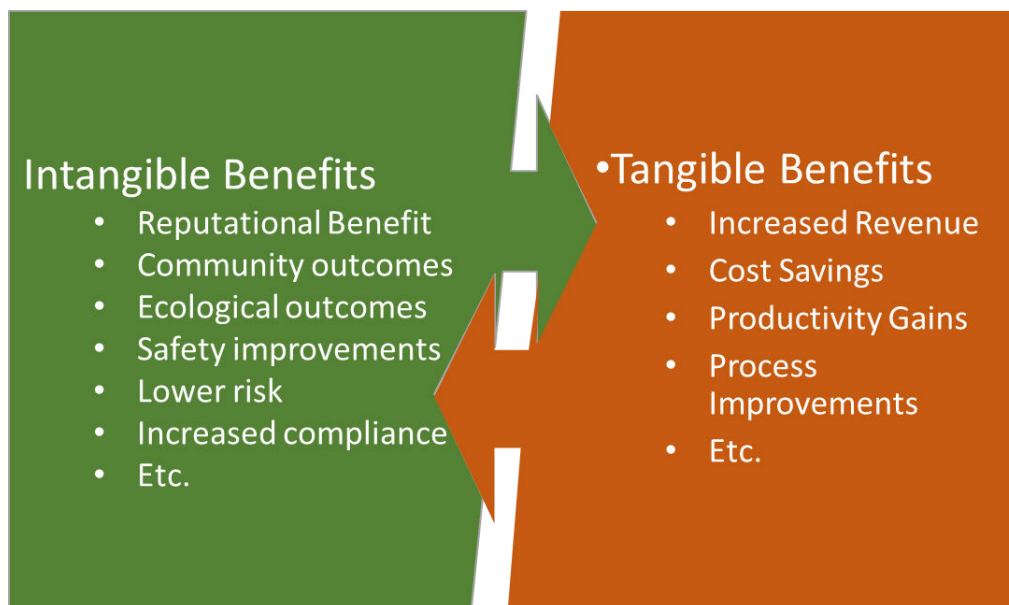 Intangible Benefits
• Reputational Benefit
• Community outcomes
• Ecological outcomes
• Safety improvements
• Lower risk
• Increased compliance
• Etc.
•Tangible Benefits
• Increased Revenue
• Cost Savings
• Productivity Gains
• Process
Improvements
• Etc.